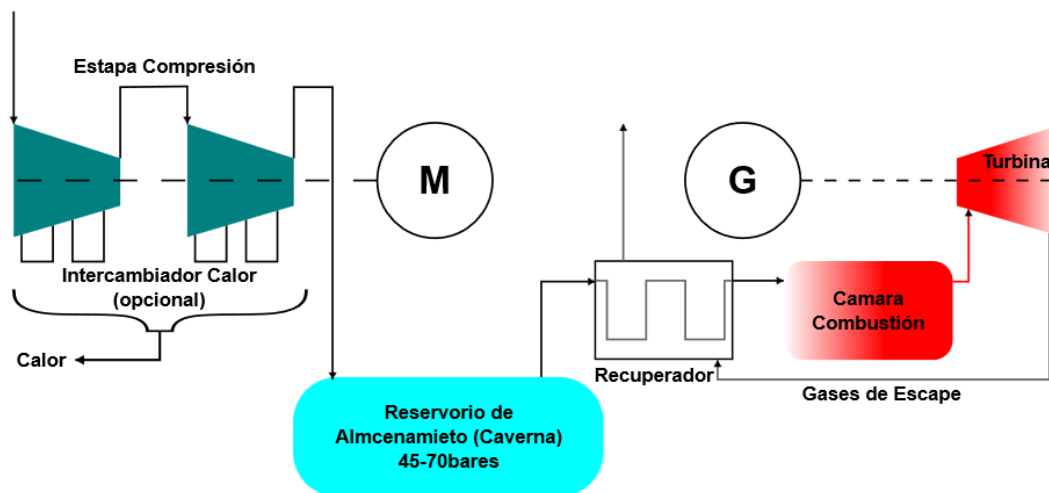 Estapa Compresión
M
G
Turbina
Intercambiador Calor
(opcional)
Calor
Camara
Combustión
Recuperador
Gases de Escape
Reservorio de
Almcenamieto (Caverna)
45-70bares